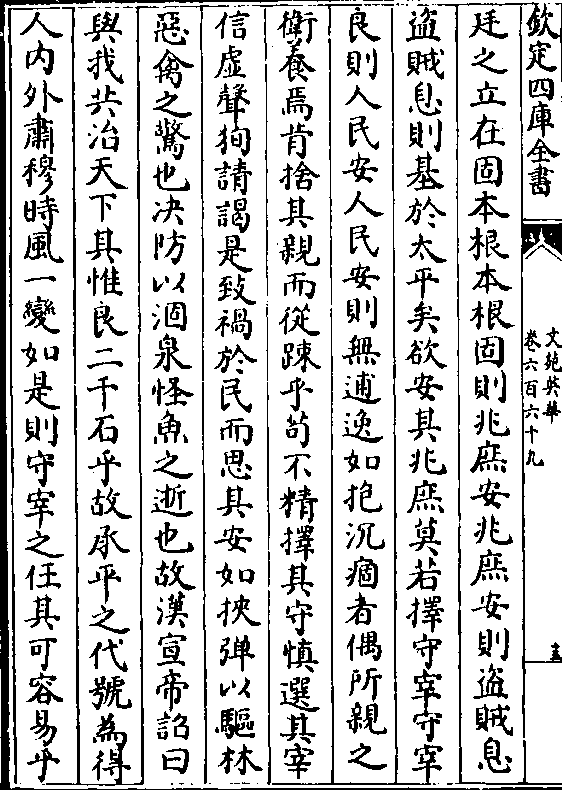 欽定四庫全書
文苑英華
卷六百六十九
廷之立在固本根本根固則兆庶安兆庶安則盜賊息
盜賊息則基於太平矣欲安其兆庶莫若擇守宰守宰
良則人民安人民安則無逋逸如抱沉痼者偶所親之
衛養焉肯捨其親而從踈乎苟不精擇其守慎選其宰
信虛聲狥請謁是致禍於民而思其安如挾彈以驅林
惡禽之驚也決防以涸泉怪魚之逝也故漢宣帝詔曰
與我共治天下其惟良二千石乎故承平之代號為得
人內外肅穆時風一變如是則守宰之任其可容易乎